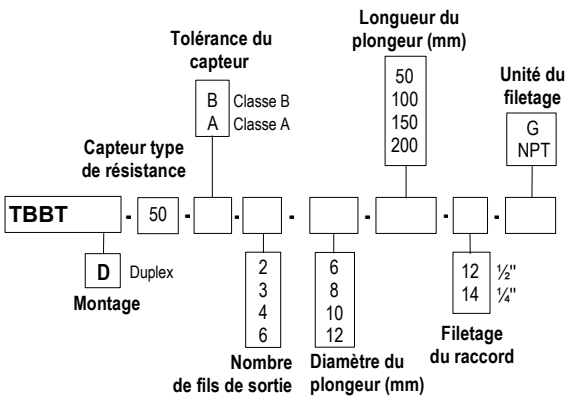 Longueur du
plongeur (mm)
Tolérance du
capteur
50
100
150
200
Unité du
filetage
B Classe B
A Classe A
G
NPT
Capteur type
de résistance
TBBT - 50 - - - - - -
D Duplex
Montage
2
3
4
6
6
8
10
12
12 ½"
14 ¼"
Filetage
du raccord
Nombre
de fils de sortie
Diamètre du
plongeur (mm)